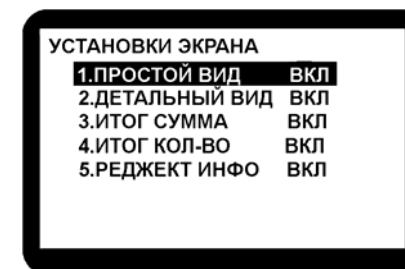 УСТАНОВКИ ЭКРАНА
1.ПРОСТОЙ ВИД ВКЛ
2.ДЕТАЛЬНЫЙ ВИД ВКЛ
3.ИТОГ СУММА ВКЛ
4.ИТОГ КОЛ-ВО ВКЛ
5.РЕДЖЕКТ ИНФО ВКЛ